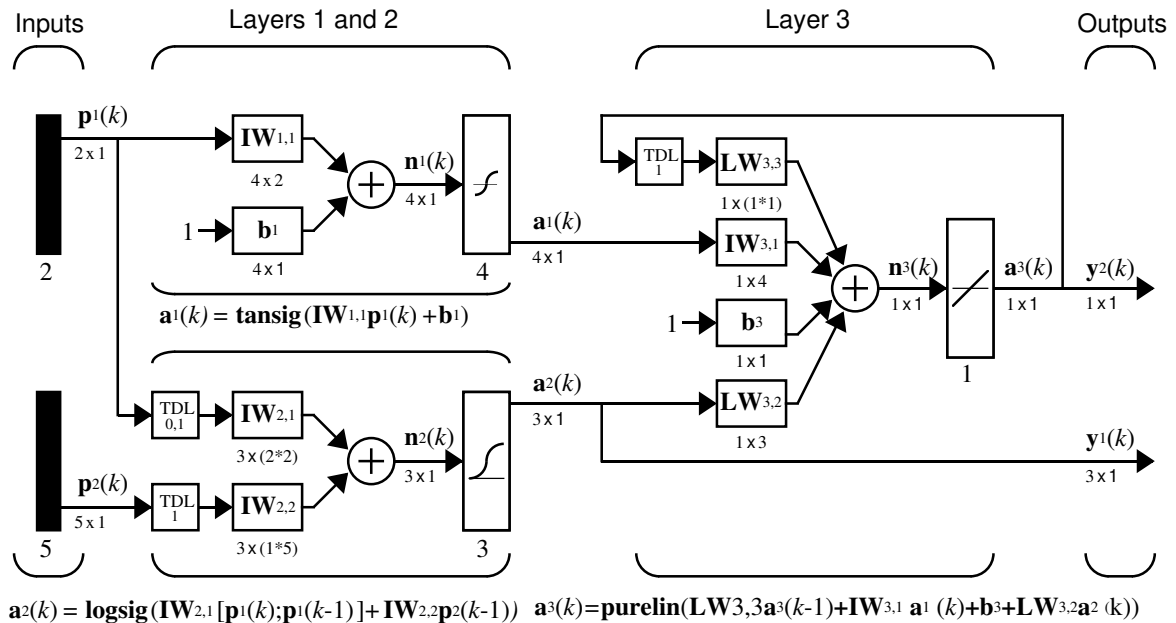 Inputs
Layers 1 and 2
Layer 3
Outputs
p1(k)
2 x 1
2
IW1,1
4 x 2
1
b1
4 x 1
n1(k)
4 x 1
4
a1(k) = tansig (IW1,1p1(k) +b1)
a1(k)
4 x 1
TDL
1
LW3,3
1 x (1*1)
IW3,1
1 x 4
1
b3
1 x 1
LW3,2
1 x 3
n3(k)
1 x 1
1
a3(k)
1 x 1
y2(k)
1 x 1
5
p2(k)
5 x 1
TDL
0,1
IW2,1
3 x (2*2)
TDL
1
IW2,2
3 x (1*5)
n2(k)
3 x 1
3
a2(k)
3 x 1
y1(k)
3 x 1
a2(k) = logsig (IW2,1 [p1(k);p1(k-1) ]+ IW2,2p2(k-1))
a3(k)=purelin(LW3,3a3(k-1)+IW3,1 a1 (k)+b3+LW3,2a2 (k))